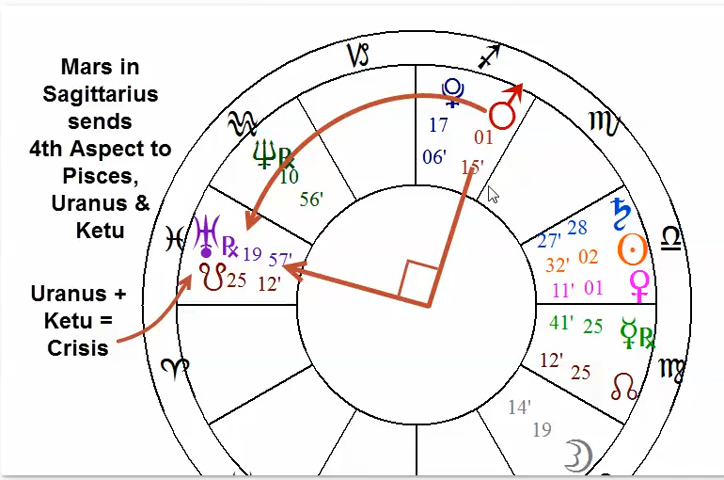 Mars in
Sagittarius
sends
4th Aspect to
Pisces,
Uranus &
Ketu
Uranus +
Ketu =
Crisis
♑ ♐
♒ ♏
♓ ♎
♈ ♍
♇ ♂
17 01
06' 15'
♆ ℞
10
56'
♅ ℞ 19 57'
☋ 25 12'
27' 28 ♄
32' 02 ☉
11' 01 ♀
41' 25 ☿ ℞
12' 25 ☊
14'
19 ☽